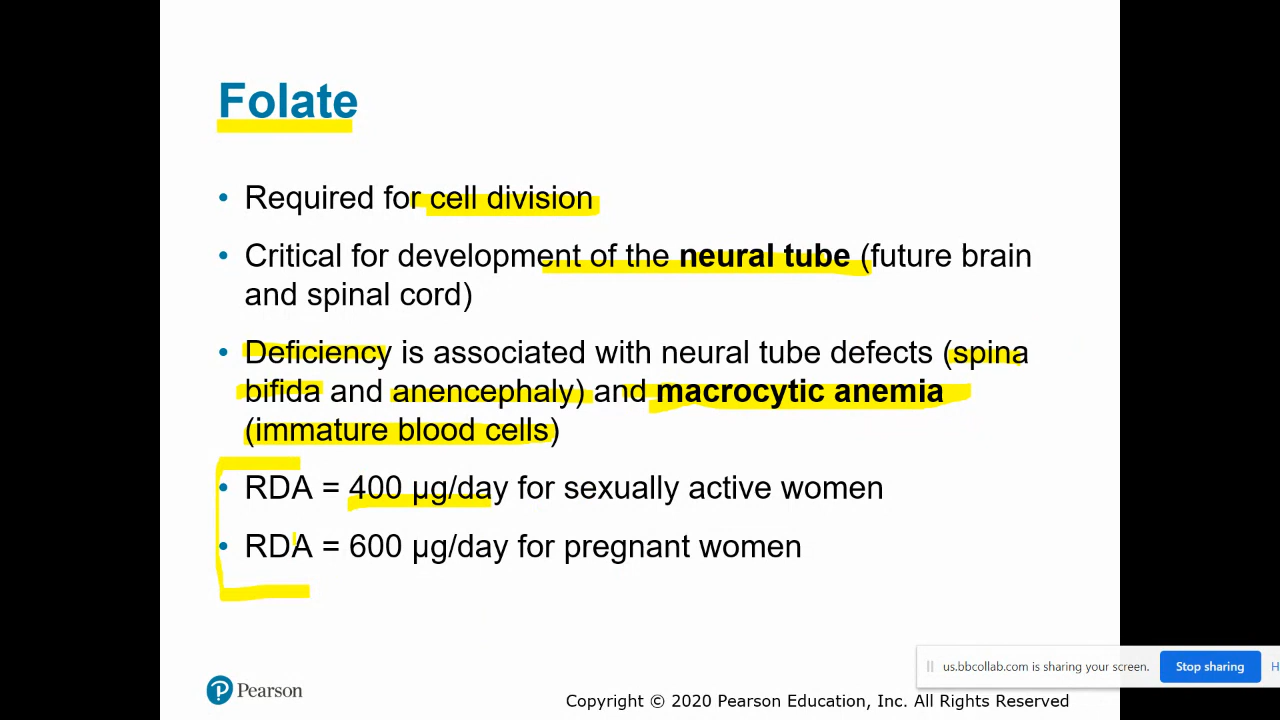 Folate
• Required for cell division
• Critical for development of the neural tube (future brain
and spinal cord)
• Deficiency is associated with neural tube defects (spina
bifida and anencephaly) and macrocytic anemia
(immature blood cells)
• RDA = 400 μg/day for sexually active women
• RDA = 600 μg/day for pregnant women
us.bbcollab.com is sharing your screen. Stop sharing H
Pearson
Copyright © 2020 Pearson Education, Inc. All Rights Reserved